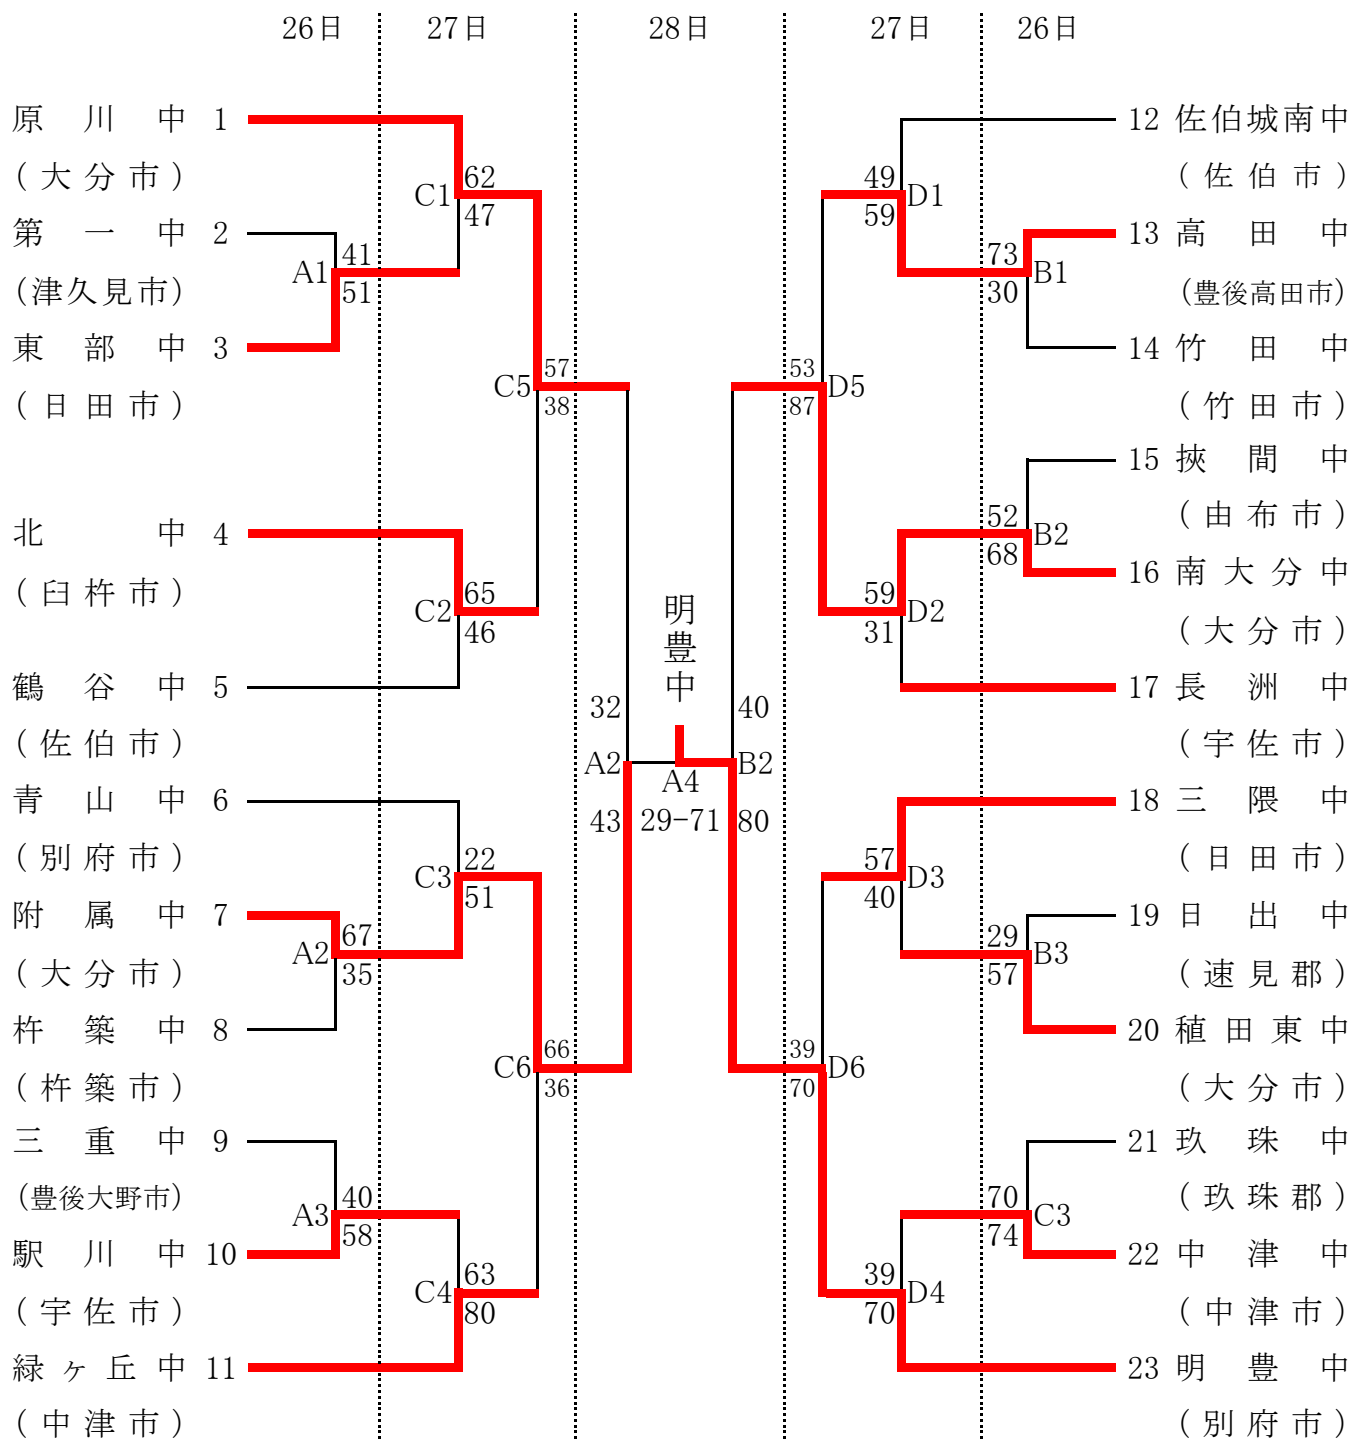 26日 27日 28日 27日 26日
原川中 1
(大分市)
第一中 2
(津久見市)
東部中 3
(日田市)
北中 4
(臼杵市)
鶴谷中 5
(佐伯市)
青山中 6
(別府市)
附属中 7
(大分市)
杵築中 8
(杵築市)
三重中 9
(豊後大野市)
駅川中 10
(宇佐市)
緑ヶ丘中 11
(中津市)
A1
41
51
A2
67
35
A3
40
58
C1
62
47
C2
65
46
C3
22
51
C4
63
80
C5
57
38
C6
66
36
32
A2
43
明豊中
A4
29-71
40
B2
80
53
D5
87
39
D6
70
49
D1
59
59
D2
31
57
D3
40
39
D4
70
73
B1
30
52
B2
68
29
B3
57
70
C3
74
12 佐伯城南中
(佐伯市)
13 高田中
(豊後高田市)
14 竹田中
(竹田市)
15 挾間中
(由布市)
16 南大分中
(大分市)
17 長洲中
(宇佐市)
18 三隈中
(日田市)
19 日出中
(速見郡)
20 稙田東中
(大分市)
21 玖珠中
(玖珠郡)
22 中津中
(中津市)
23 明豊中
(別府市)